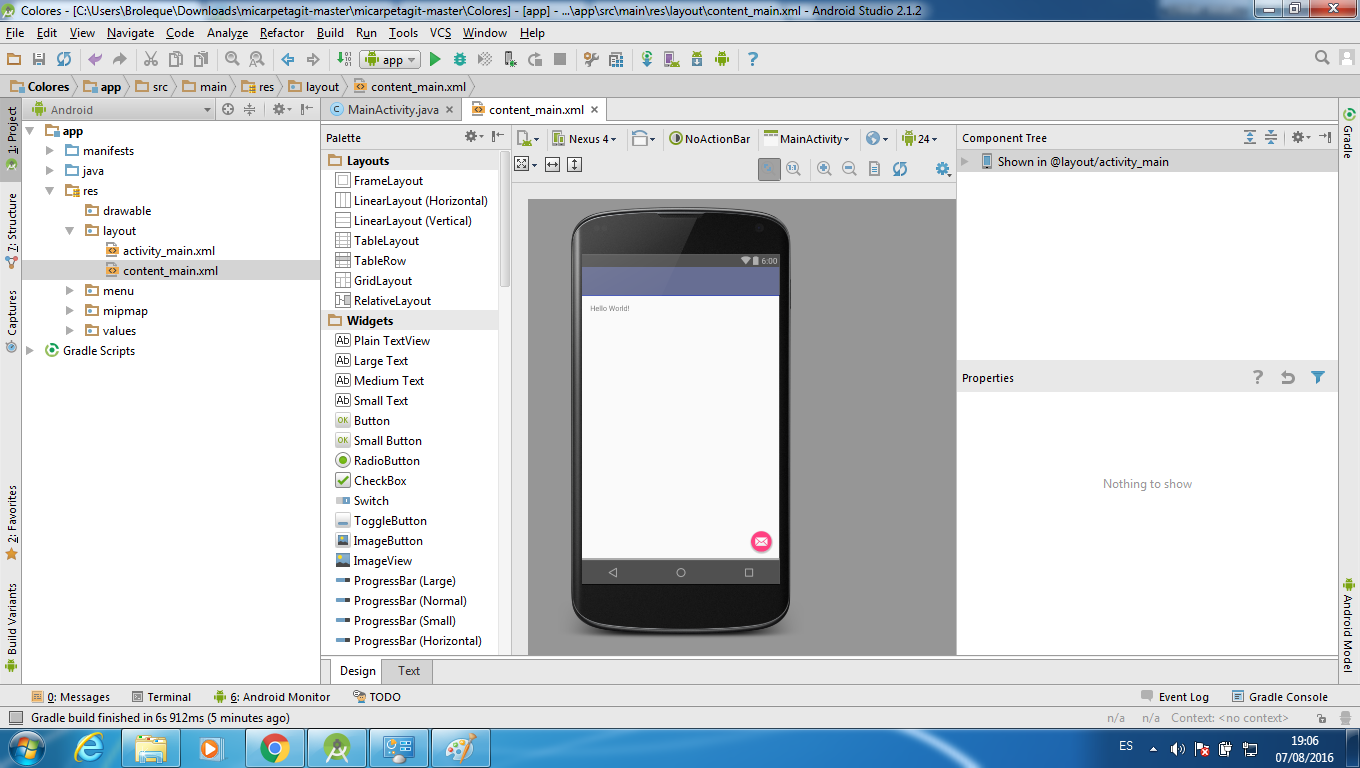 Colores - [C:\Users\Broleque\Downloads\micarpetagit-master\micarpetagit-master\Colores] - [app] - ...\app\src\main\res\layout\content_main.xml - Android Studio 2.1.2
File Edit View Navigate Code Analyze Refactor Build Run Tools VCS Window Help
app
Colores app src main res layout content_main.xml
1: Project
7: Structure
Captures
2: Favorites
Build Variants
Android
app
manifests
java
res
drawable
layout
activity_main.xml
content_main.xml
menu
mipmap
values
Gradle Scripts
MainActivity.java content_main.xml
Palette
Layouts
FrameLayout
LinearLayout (Horizontal)
LinearLayout (Vertical)
TableLayout
TableRow
GridLayout
RelativeLayout
Widgets
Ab Plain TextView
Ab Large Text
Ab Medium Text
Ab Small Text
OK Button
OK Small Button
RadioButton
CheckBox
Switch
ToggleButton
ImageButton
ImageView
ProgressBar (Large)
ProgressBar (Normal)
ProgressBar (Small)
ProgressBar (Horizontal)
Nexus 4 NoActionBar MainActivity 24
1:1
6:00
Hello World!
Component Tree
Shown in @layout/activity_main
Properties
Nothing to show
Gradle
Android Model
Design Text
0: Messages Terminal 6: Android Monitor TODO Event Log Gradle Console
Gradle build finished in 6s 912ms (5 minutes ago) n/a n/a Context: <no context>
ES
19:06
07/08/2016